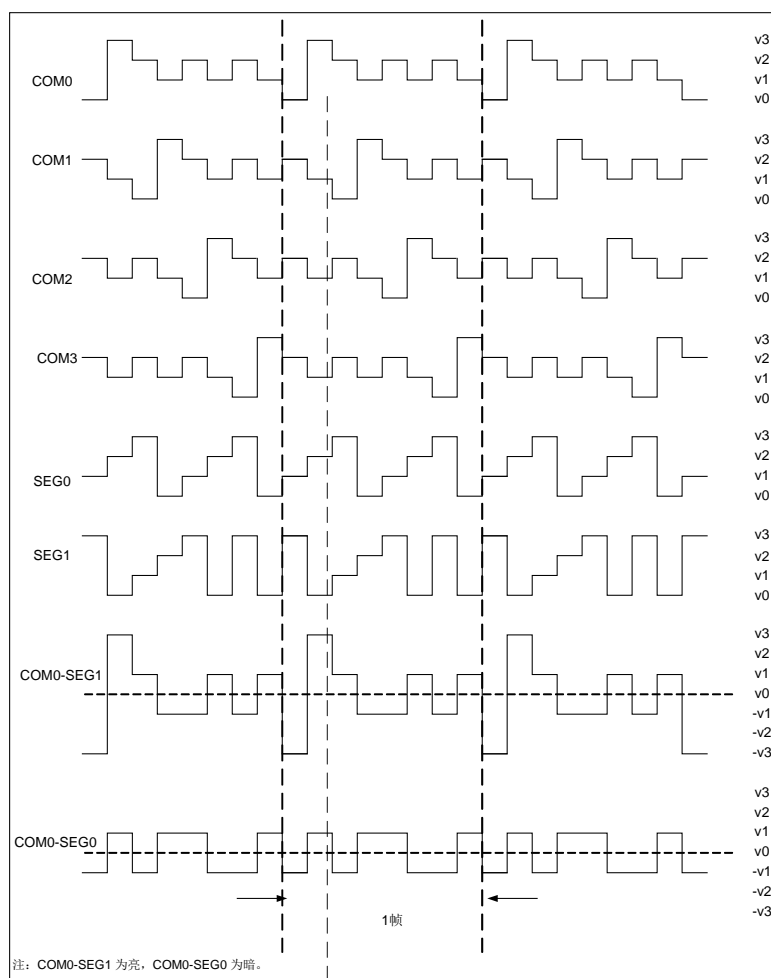 COM0
v3
v2
v1
v0
COM1
v3
v2
v1
v0
COM2
v3
v2
v1
v0
COM3
v3
v2
v1
v0
SEG0
v3
v2
v1
v0
SEG1
v3
v2
v1
v0
COM0-SEG1
v3
v2
v1
v0
-v1
-v2
-v3
COM0-SEG0
v3
v2
v1
v0
-v1
-v2
-v3
1帧
注：COM0-SEG1 为亮，COM0-SEG0 为暗。